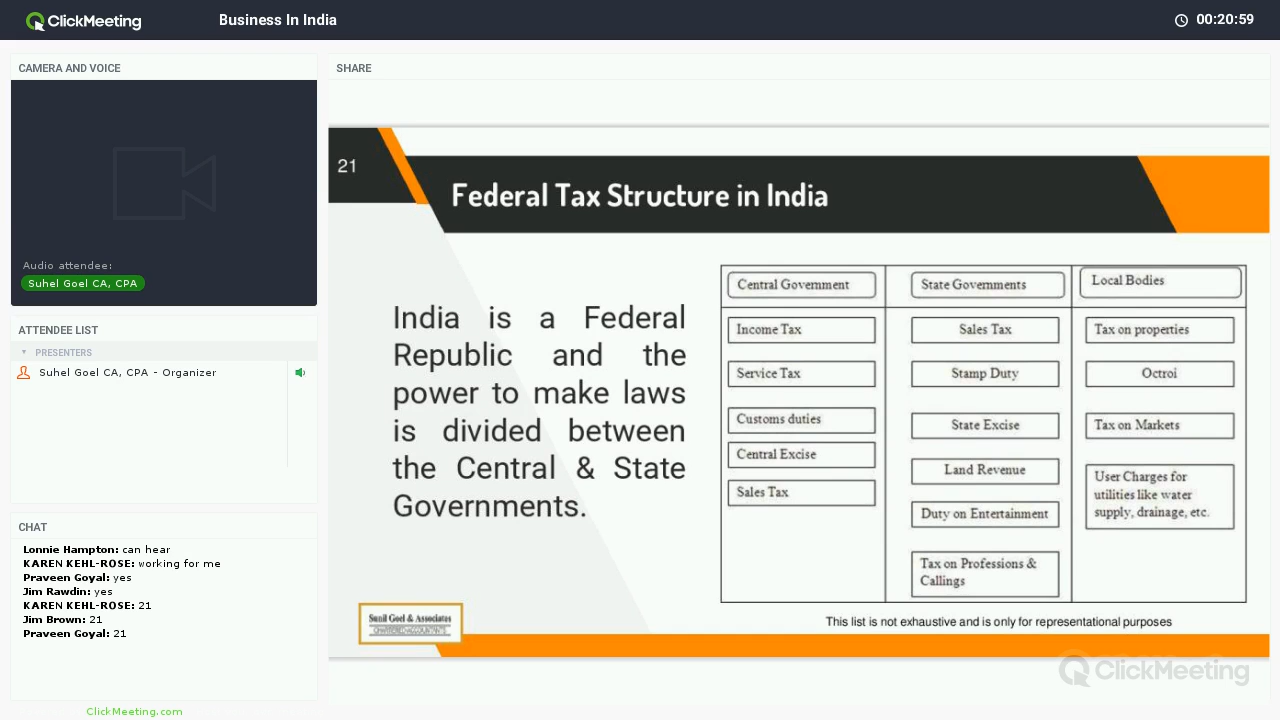 ClickMeeting
Business In India
00:20:59
CAMERA AND VOICE
Audio attendee:
Suhel Goel CA, CPA
ATTENDEE LIST
PRESENTERS
Suhel Goel CA, CPA - Organizer
CHAT
Lonnie Hampton: can hear
KAREN KEHL-ROSE: working for me
Praveen Goyal: yes
Jim Rawdin: yes
KAREN KEHL-ROSE: 21
Jim Brown: 21
Praveen Goyal: 21
ClickMeeting.com
SHARE
21
Federal Tax Structure in India
India is a Federal
Republic and the
power to make laws
is divided between
the Central & State
Governments.
Central Government
Income Tax
Service Tax
Customs duties
Central Excise
Sales Tax
State Governments
Sales Tax
Stamp Duty
State Excise
Land Revenue
Duty on Entertainment
Tax on Professions &
Callings
Local Bodies
Tax on properties
Octroi
Tax on Markets
User Charges for
utilities like water
supply, drainage, etc.
This list is not exhaustive and is only for representational purposes
Sunil Goel & Associates
CHARTERED ACCOUNTANTS
ClickMeeting